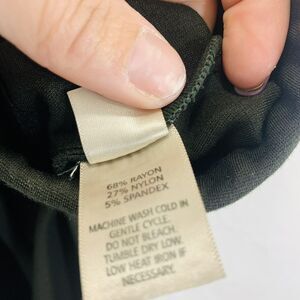 68% RAYON
27% NYLON
5% SPANDEX
MACHINE WASH COLD IN
GENTLE CYCLE.
DO NOT BLEACH.
TUMBLE DRY LOW.
LOW HEAT IRON IF
NECESSARY.